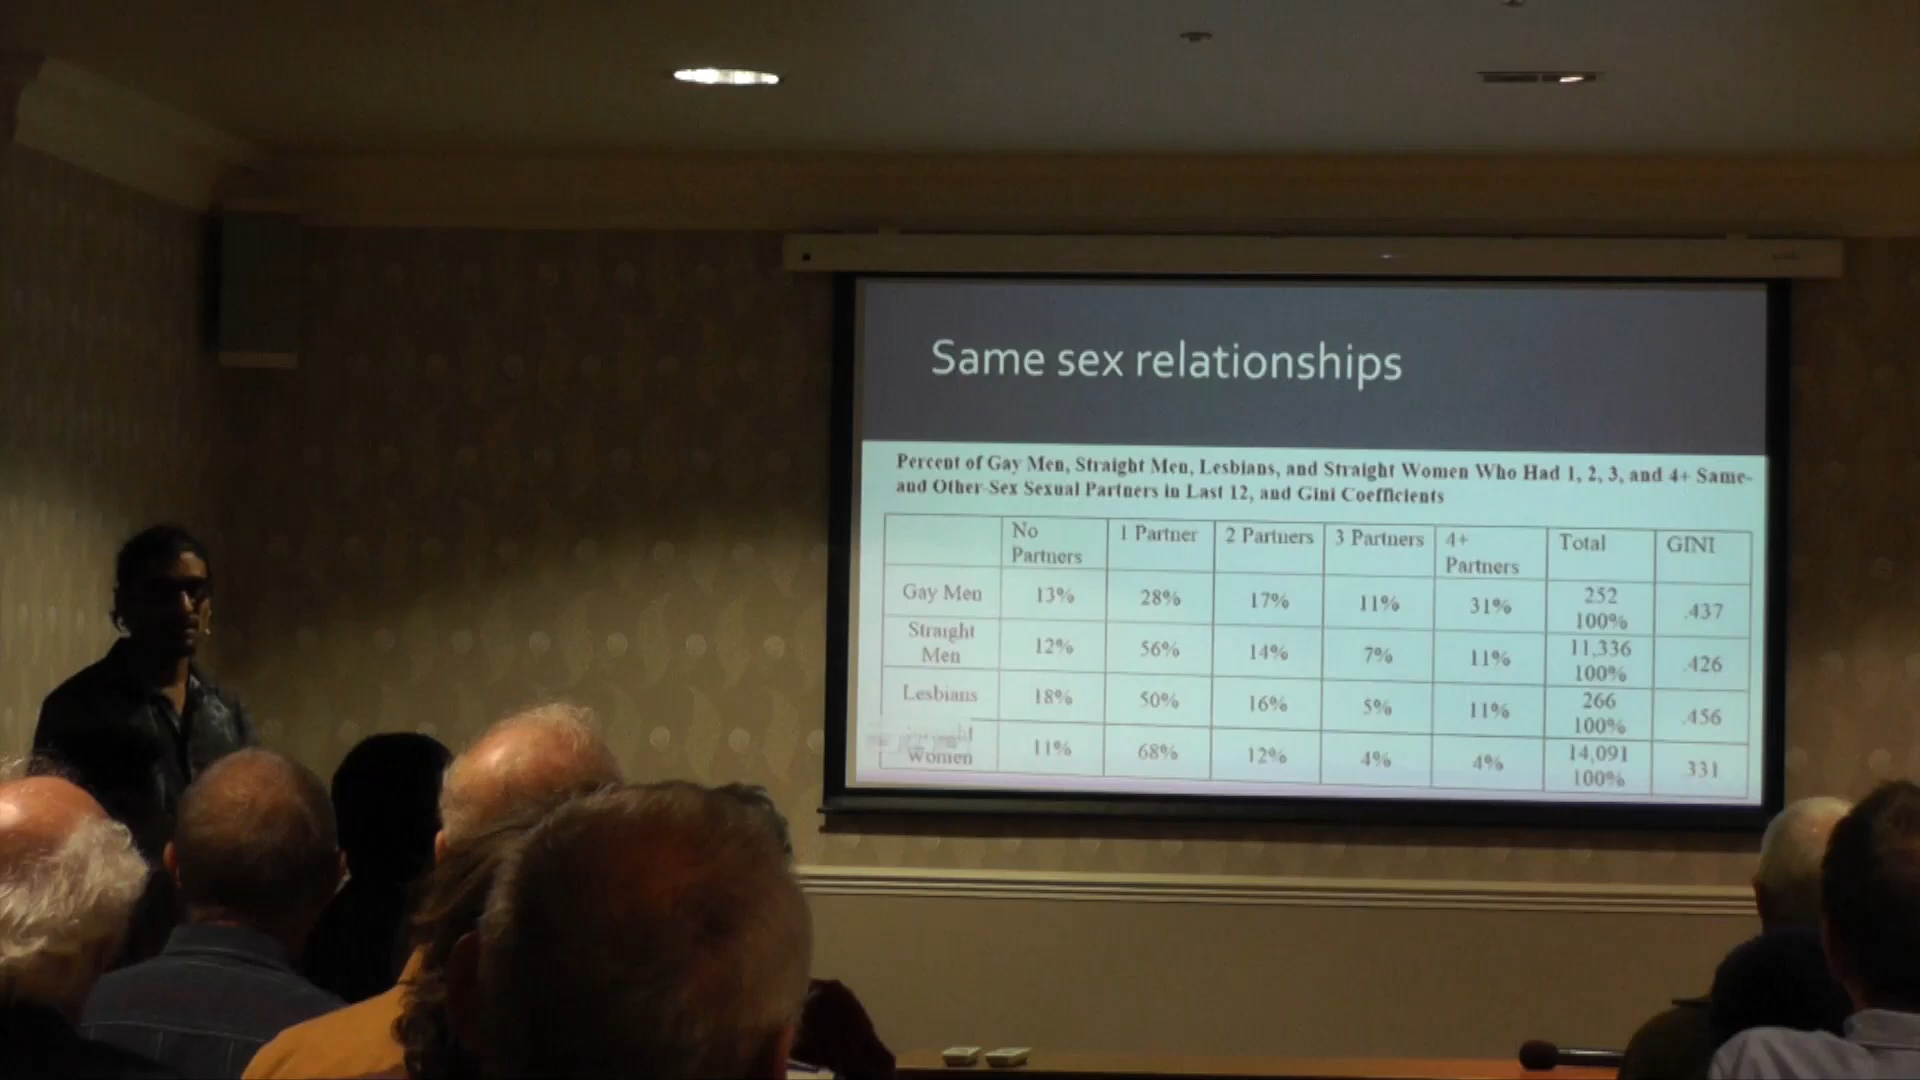 Same sex relationships
Percent of Gay Men, Straight Men, Lesbians, and Straight Women Who Had 1, 2, 3, and 4+ Same-
and Other-Sex Sexual Partners in Last 12, and Gini Coefficients
No Partners 1 Partner 2 Partners 3 Partners 4+ Partners Total GINI
Gay Men 13% 28% 17% 11% 31% 252 100% .437
Straight Men 12% 56% 14% 7% 11% 11,336 100% .426
Lesbians 18% 50% 16% 5% 11% 266 100% .456
Women 11% 68% 12% 4% 4% 14,091 100% .331